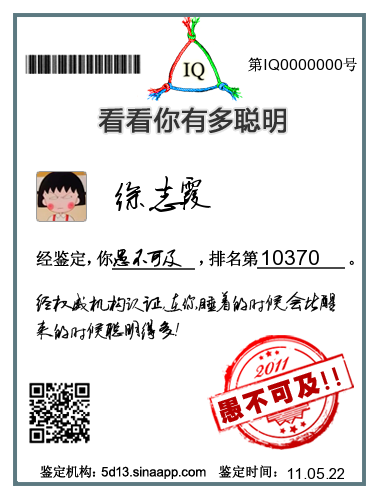 IQ
第IQ0000000号
看看你有多聪明
徐志霞
经鉴定，你愚不可及，排名第10370。
经权威机构认证，在你睡着的时候，会比醒
来的时候聪明得多！
2011
愚不可及！！
鉴定机构：5d13.sinaapp.com 鉴定时间：11.05.22